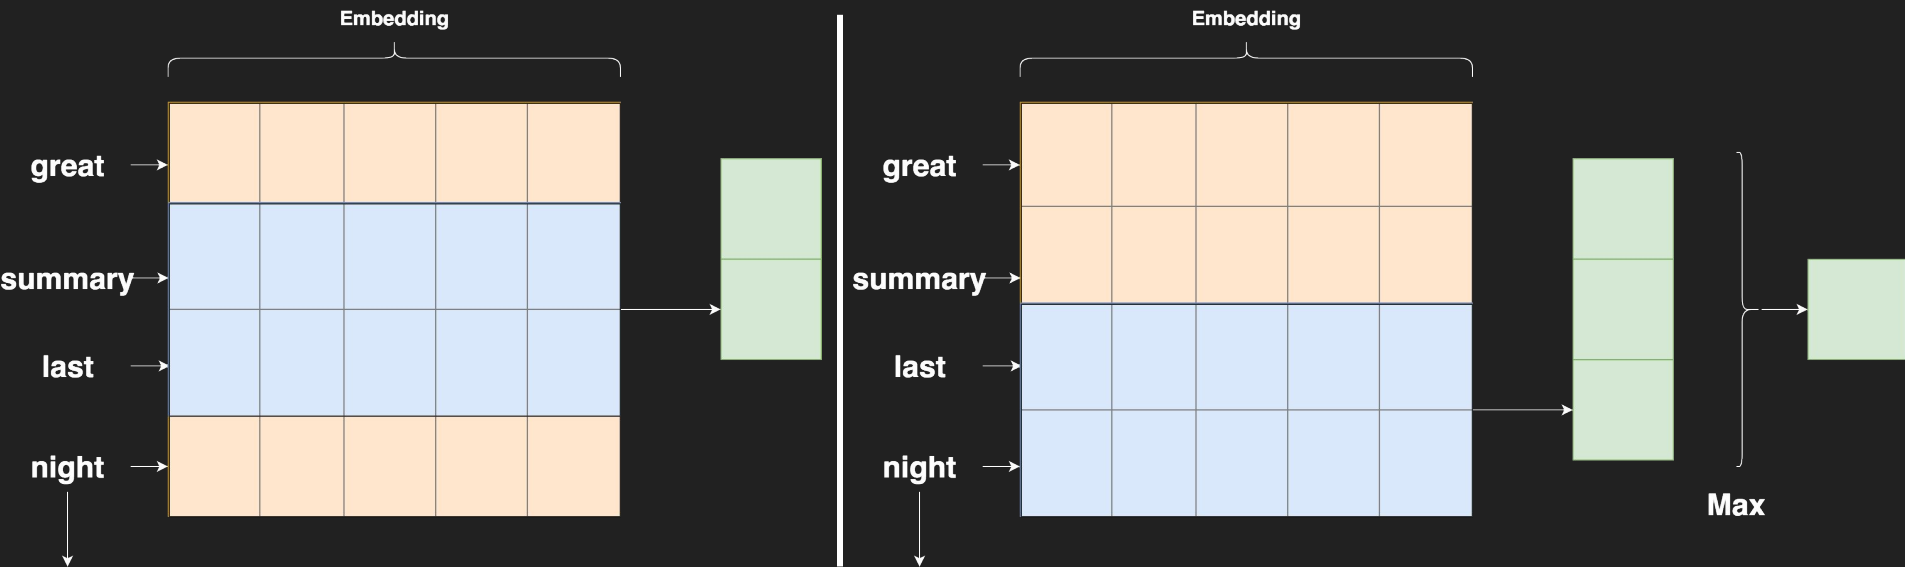 Embedding
great
summary
last
night
Embedding
great
summary
last
night
Max